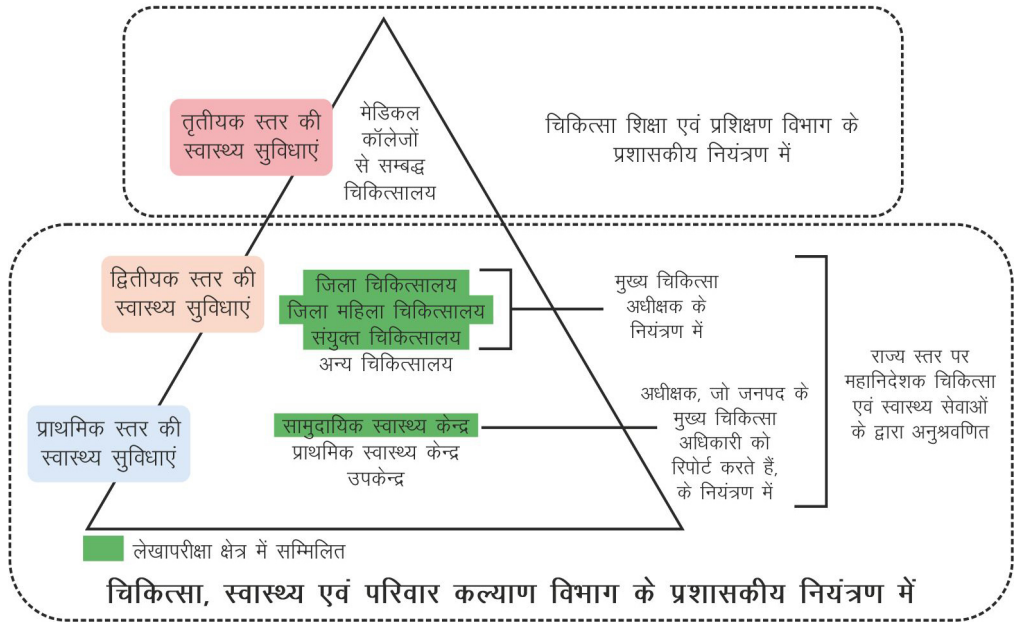 तृतीयक स्तर की
स्वास्थ्य सुविधाएं
मेडिकल
कॉलेजों
से सम्बद्ध
चिकित्सालय
चिकित्सा शिक्षा एवं प्रशिक्षण विभाग के
प्रशासकीय नियंत्रण में
द्वितीयक स्तर की
स्वास्थ्य सुविधाएं
जिला चिकित्सालय
जिला महिला चिकित्सालय
संयुक्त चिकित्सालय
अन्य चिकित्सालय
मुख्य चिकित्सा
अधीक्षक के
नियंत्रण में
राज्य स्तर पर
महानिदेशक चिकित्सा
एवं स्वास्थ्य सेवाओं
के द्वारा अनुश्रवणित
प्राथमिक स्तर की
स्वास्थ्य सुविधाएं
सामुदायिक स्वास्थ्य केन्द्र
प्राथमिक स्वास्थ्य केन्द्र
उपकेन्द्र
अधीक्षक, जो जनपद के
मुख्य चिकित्सा
अधिकारी को
रिपोर्ट करते हैं,
के नियंत्रण में
लेखापरीक्षा क्षेत्र में सम्मिलित
चिकित्सा, स्वास्थ्य एवं परिवार कल्याण विभाग के प्रशासकीय नियंत्रण में